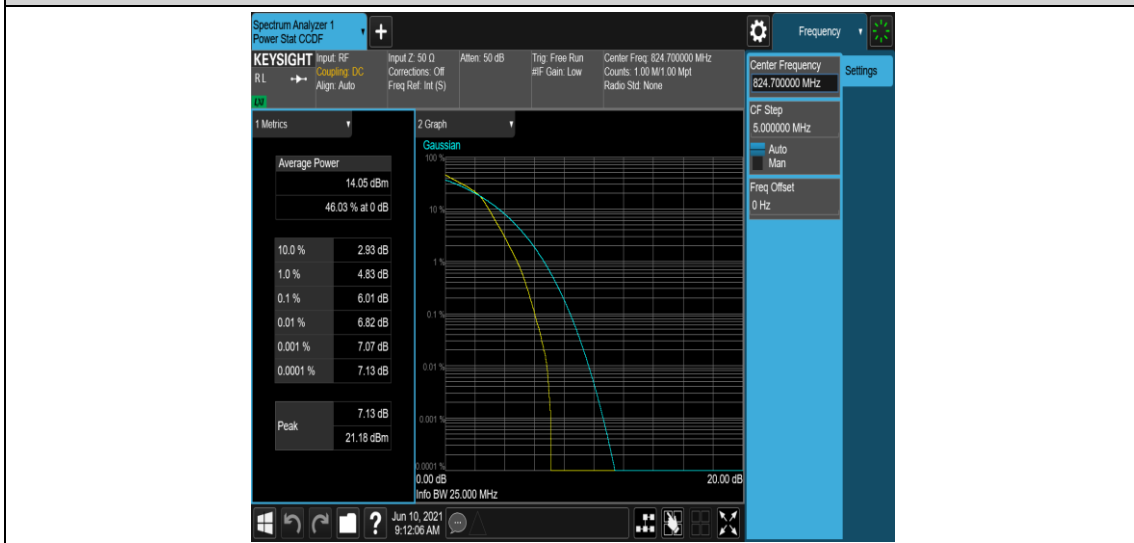 Spectrum Analyzer 1
Power Stat CCDF
+
Frequency
KEYSIGHT
Input: RF
Coupling: DC
Align: Auto
RL
LXI
Input Z: 50 Ω
Corrections: Off
Freq Ref: Int (S)
Atten: 50 dB
Trig: Free Run
#IF Gain: Low
Center Freq: 824.700000 MHz
Counts: 1.00 M/1.00 Mpt
Radio Std: None
Center Frequency
824.700000 MHz
Settings
CF Step
5.000000 MHz
Auto
Man
Freq Offset
0 Hz
1 Metrics
Average Power
14.05 dBm
46.03 % at 0 dB
10.0 % 2.93 dB
1.0 % 4.83 dB
0.1 % 6.01 dB
0.01 % 6.82 dB
0.001 % 7.07 dB
0.0001 % 7.13 dB
Peak
7.13 dB
21.18 dBm
2 Graph
Gaussian
100 %
10 %
1 %
0.1 %
0.01 %
0.001 %
0.0001 %
0.00 dB 20.00 dB
Info BW 25.000 MHz
?
Jun 10, 2021
9:12:06 AM